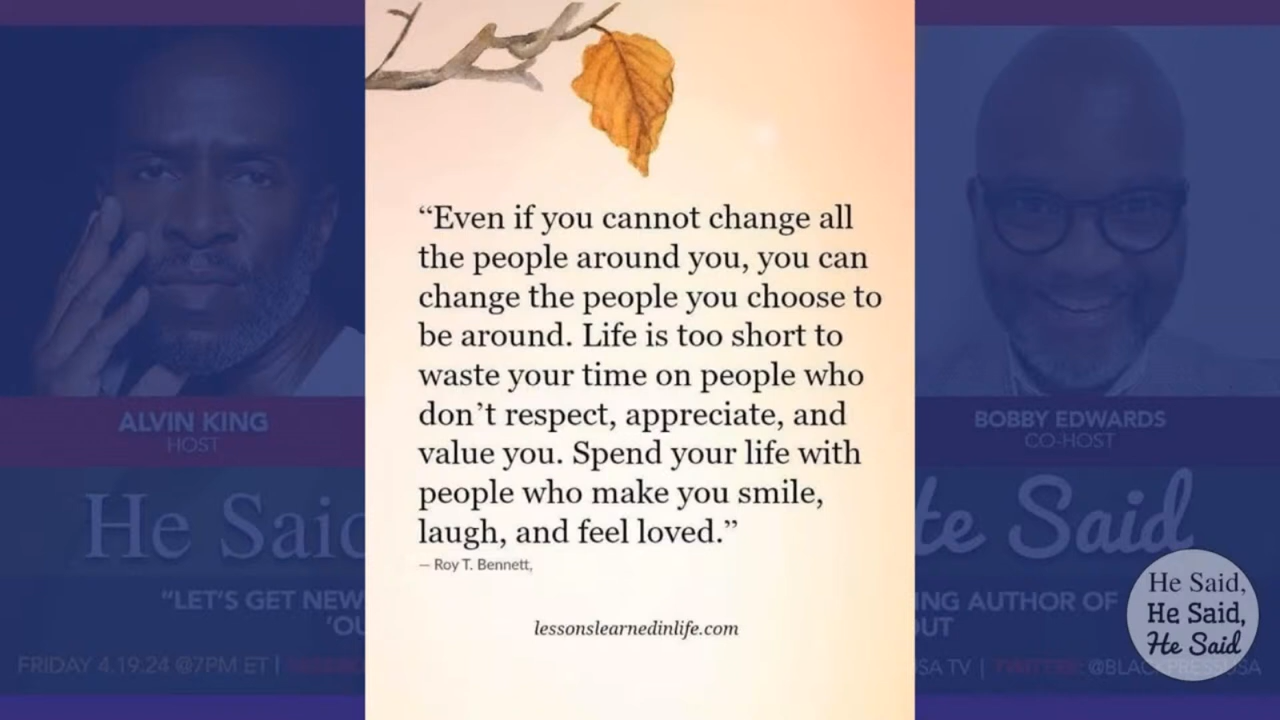 “Even if you cannot change all
the people around you, you can
change the people you choose to
be around. Life is too short to
waste your time on people who
don’t respect, appreciate, and
value you. Spend your life with
people who make you smile,
laugh, and feel loved.”
— Roy T. Bennett,
lessonslearnedinlife.com
ALVIN KING
HOST
BOBBY EDWARDS
CO-HOST
He Said
He Said
“LET’S GET NEW
ING AUTHOR OF
‘OU
OUT
FRIDAY 4.19.24 @7PM ET |
SA TV | TWITTER: @BLACKPRESSUSA
He Said,
He Said,
He Said